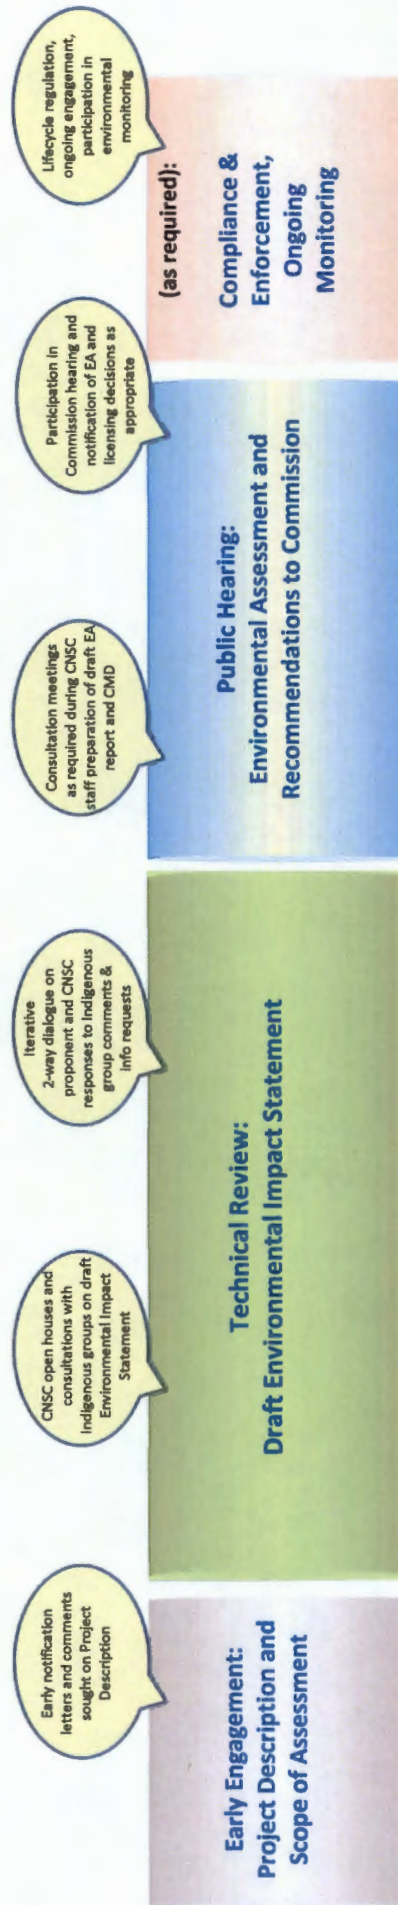 Early notification
letters and comments
sought on Project
Description
CNSC open houses and
consultations with
Indigenous groups on draft
Environmental Impact
Statement
Iterative
2-way dialogue on
proponent and CNSC
responses to Indigenous
group comments &
info requests
Consultation meetings
as required during CNSC
staff preparation of draft EA
report and CMD
Participation in
Commission hearing and
notification of EA and
licensing decisions as
appropriate
Lifecycle regulation,
ongoing engagement,
participation in
environmental
monitoring
Early Engagement:
Project Description and
Scope of Assessment
Technical Review:
Draft Environmental Impact Statement
Public Hearing:
Environmental Assessment and
Recommendations to Commission
(as required):
Compliance &
Enforcement,
Ongoing
Monitoring